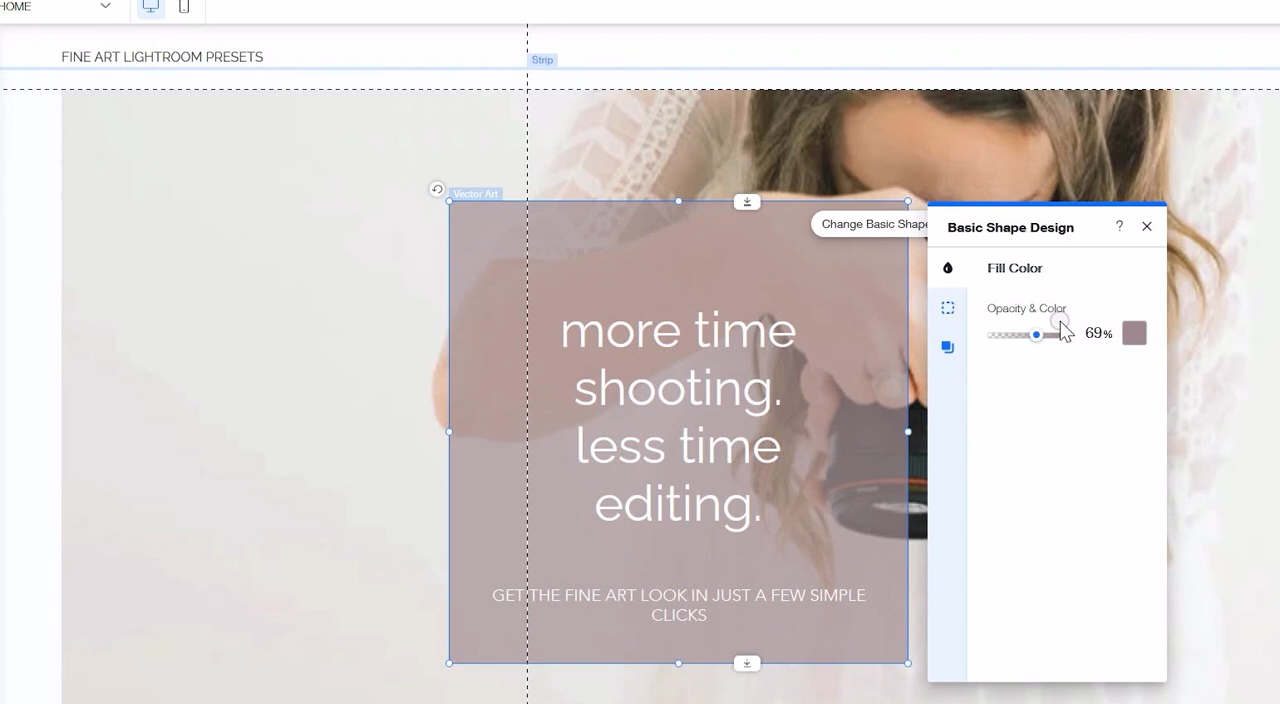 HOME
FINE ART LIGHTROOM PRESETS
Strip
Vector Art
Change Basic Shape
Basic Shape Design
?
Fill Color
Opacity & Color
69%
more time
shooting.
less time
editing.
GET THE FINE ART LOOK IN JUST A FEW SIMPLE
CLICKS